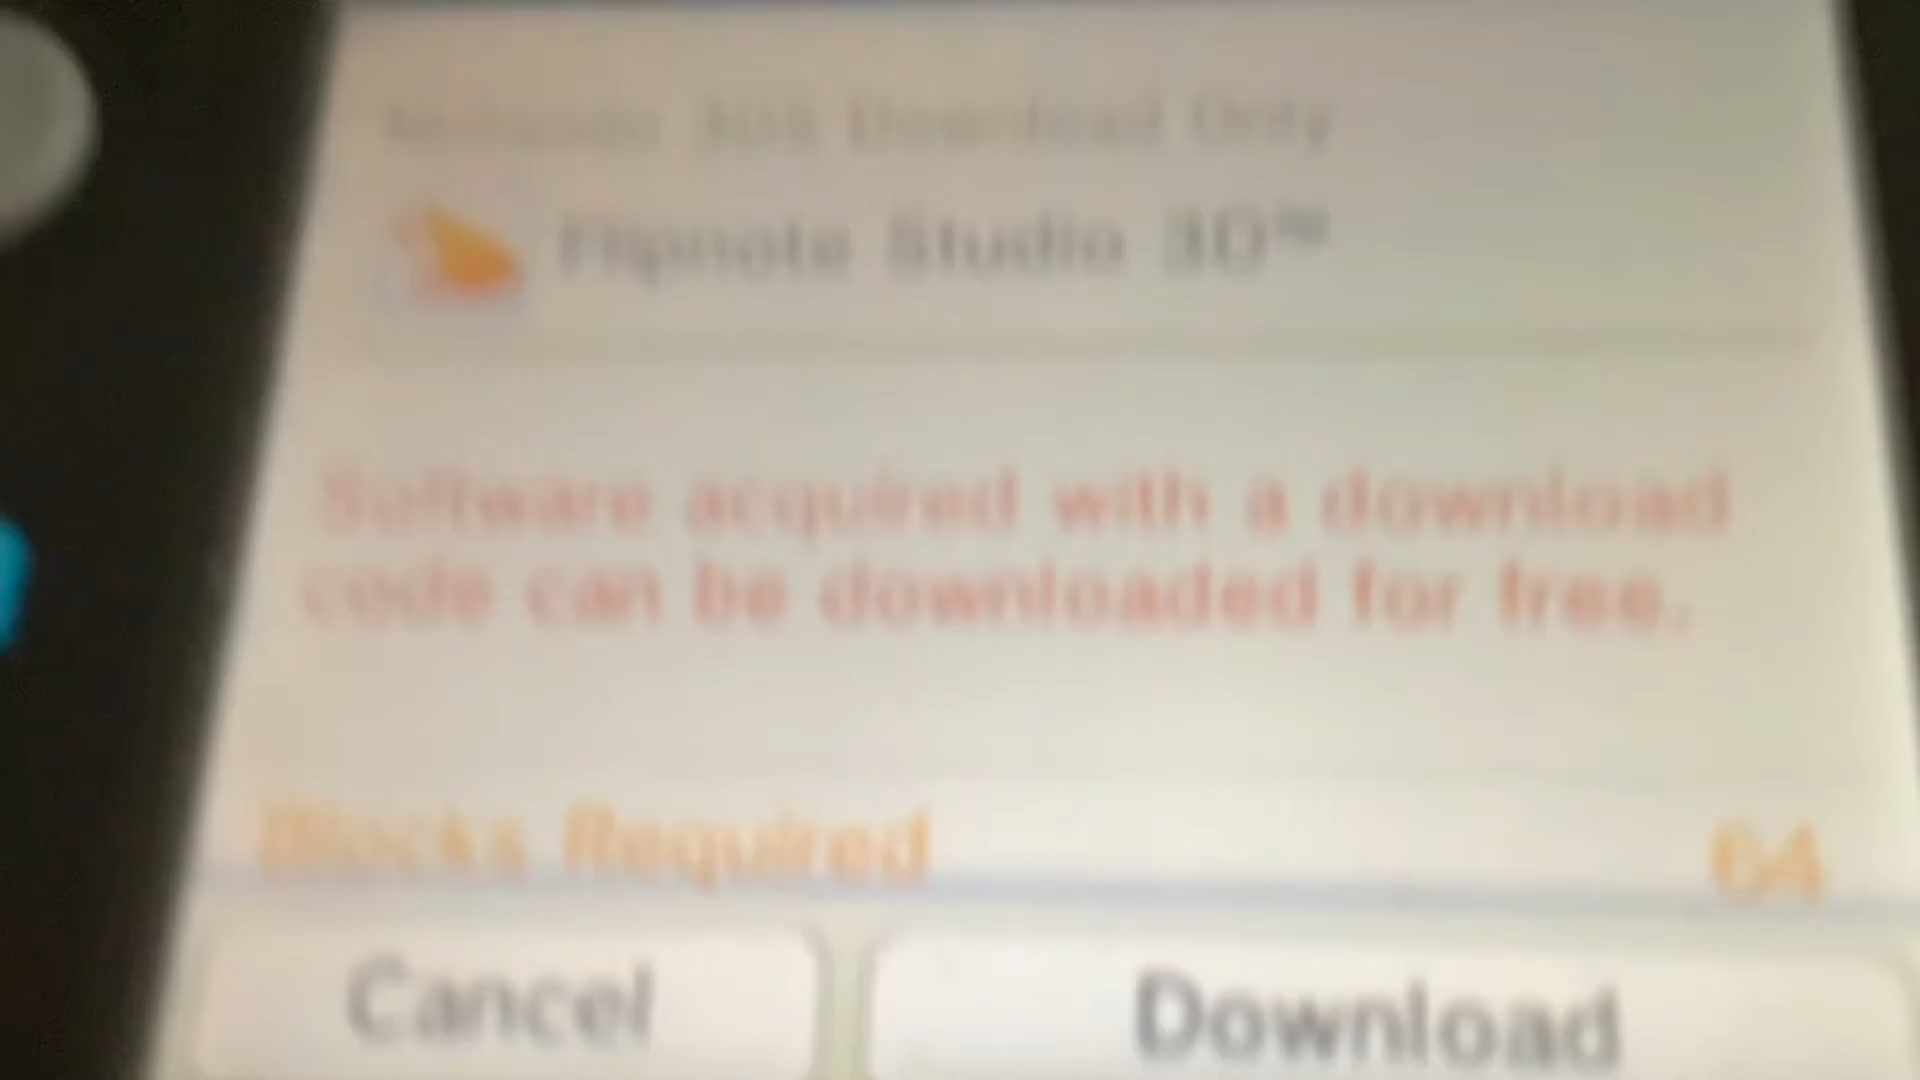 Nintendo 3DS Download Only
Flipnote Studio 3D™
Software acquired with a download
code can be downloaded for free.
Blocks Required 64
Cancel Download